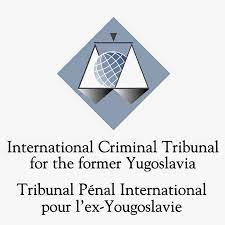 International Criminal Tribunal
for the former Yugoslavia
Tribunal Pénal International
pour l'ex-Yougoslavie